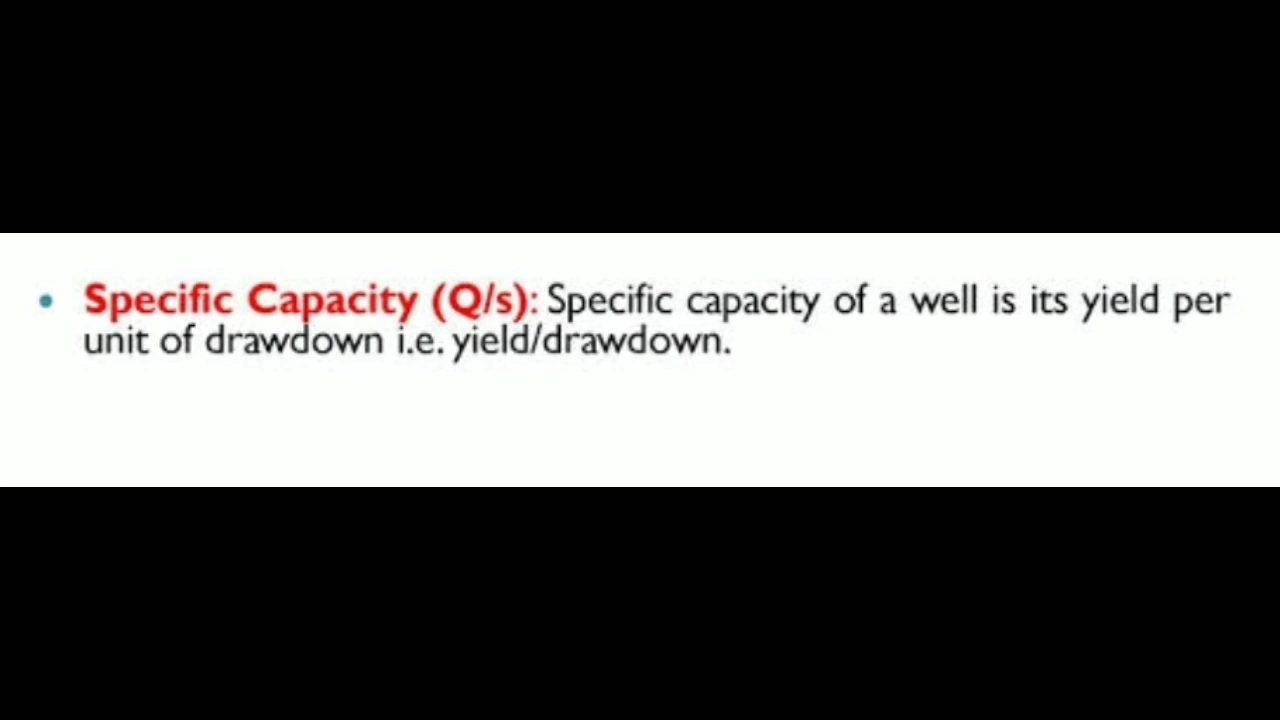 • Specific Capacity (Q/s): Specific capacity of a well is its yield per
unit of drawdown i.e. yield/drawdown.